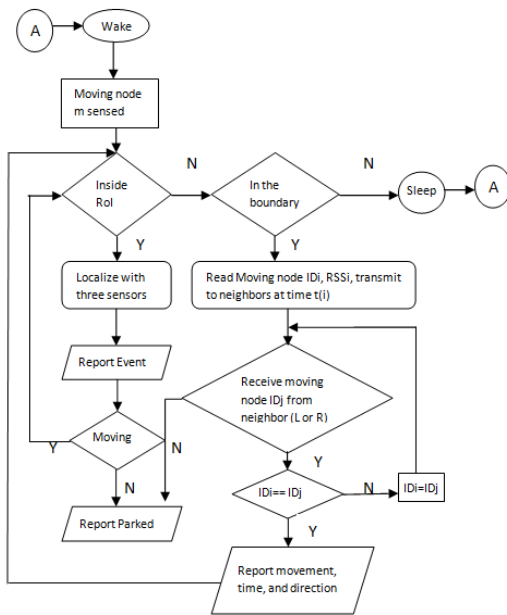 A
Wake
Moving node
m sensed
Inside
RoI
N
In the
boundary
N
Sleep
A
Y
Y
Localize with
three sensors
Read Moving node IDi, RSSi, transmit
to neighbors at time t(i)
Report Event
Receive moving
node IDj from
neighbor (L or R)
Moving
Y
N
N
Y
Report Parked
IDi== IDj
N
IDi=IDj
Y
Report movement,
time, and direction